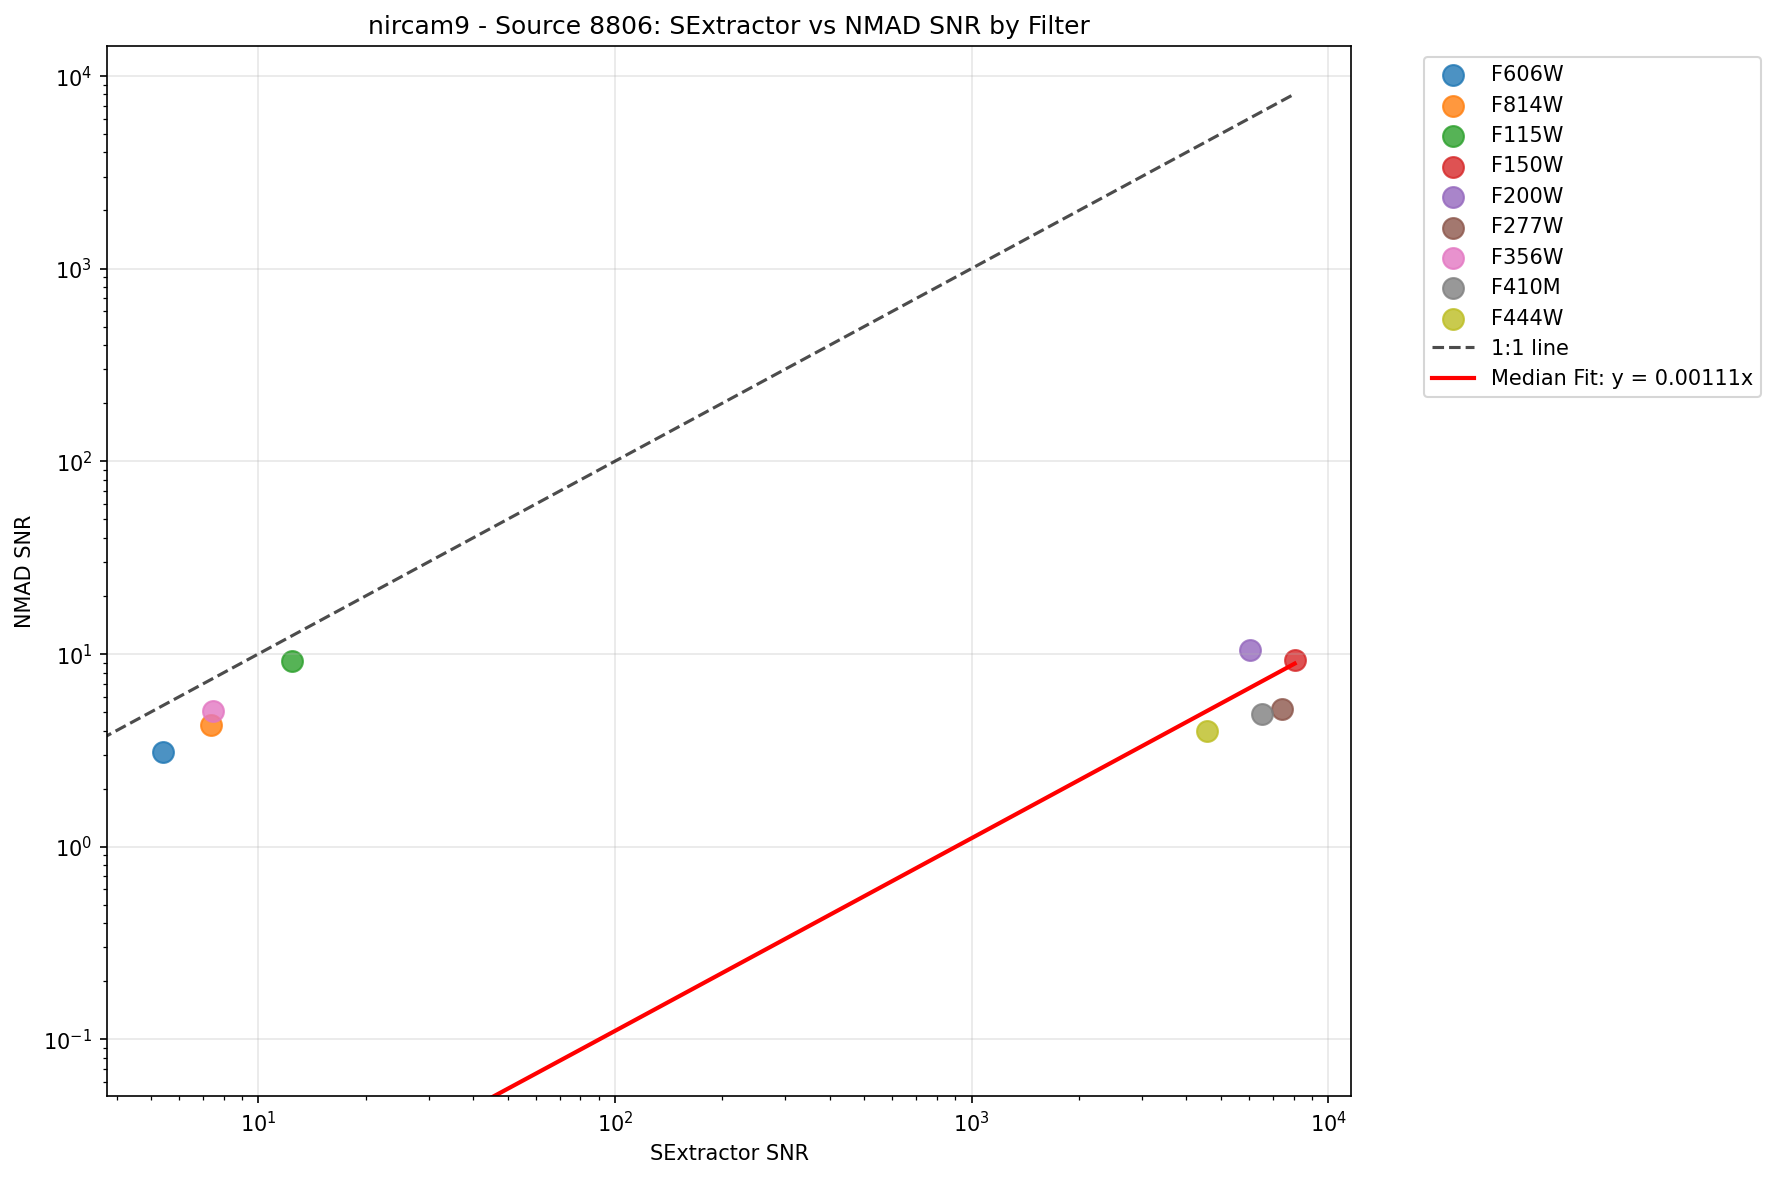 nircam9 - Source 8806: SExtractor vs NMAD SNR by Filter
NMAD SNR
10⁴
10³
10²
10¹
10⁰
10⁻¹
10¹
10²
10³
10⁴
SExtractor SNR
F606W
F814W
F115W
F150W
F200W
F277W
F356W
F410M
F444W
1:1 line
Median Fit: y = 0.00111x